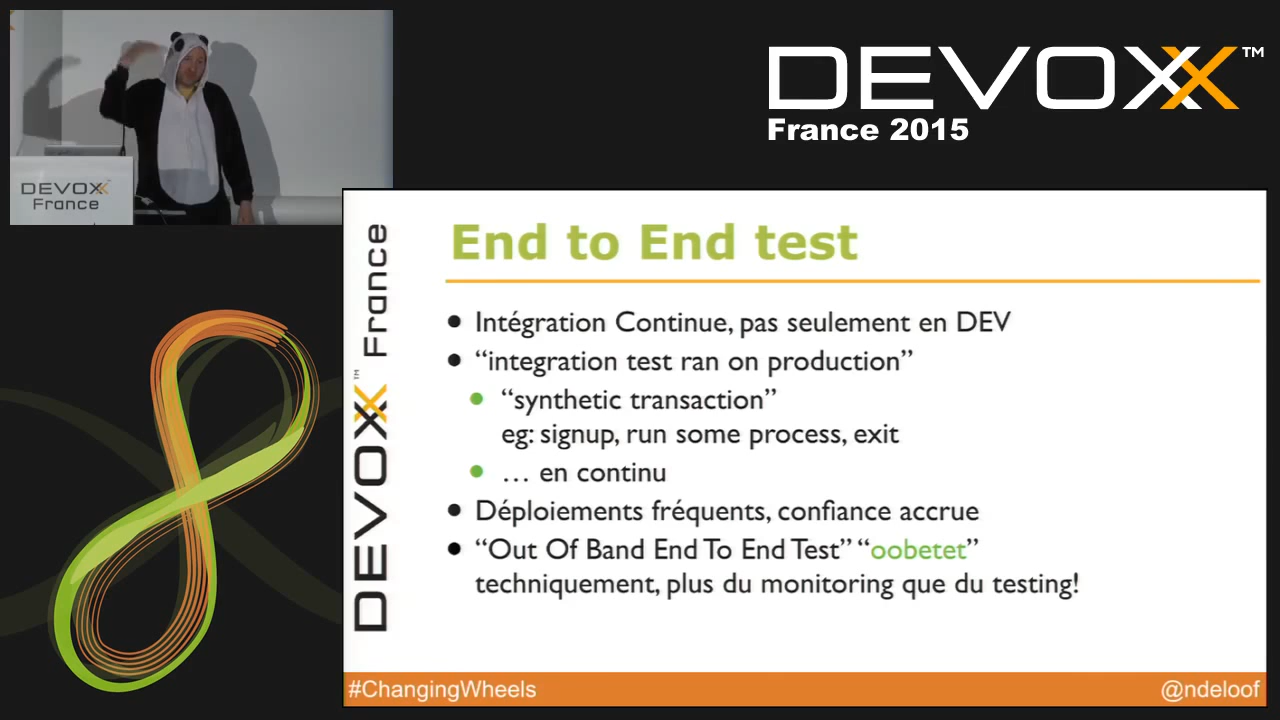 DEVOXX™
France 2015
DEVOXX
France
DEVOXX™ France
End to End test
• Intégration Continue, pas seulement en DEV
• “integration test ran on production”
• “synthetic transaction”
eg: signup, run some process, exit
• … en continu
• Déploiements fréquents, confiance accrue
• “Out Of Band End To End Test” “oobetet”
techniquement, plus du monitoring que du testing!
#ChangingWheels
@ndeloof